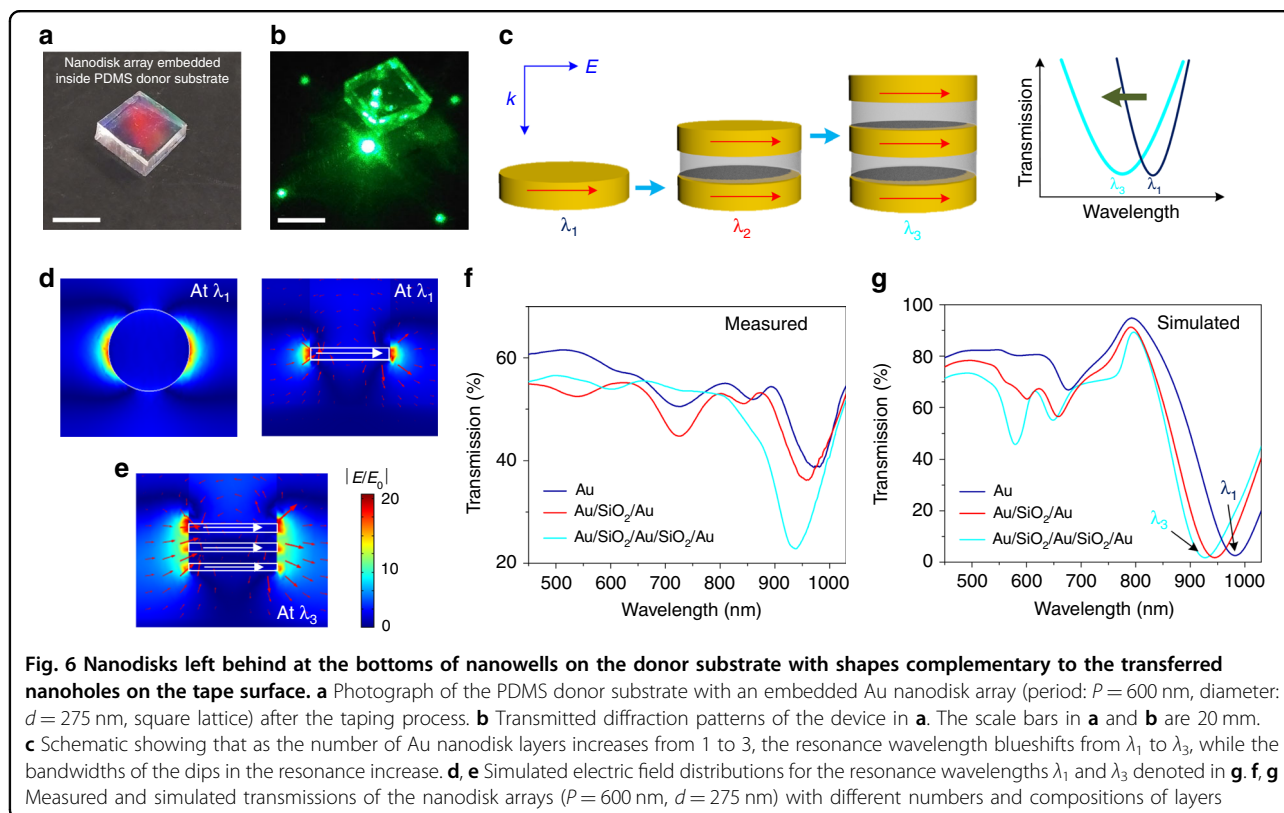 a
Nanodisk array embedded
inside PDMS donor substrate
b
c
E
k
λ1
λ2
λ3
Transmission
λ3
λ1
Wavelength
d
At λ1
At λ1
e
|E/E0|
20
10
0
At λ3
f
Measured
Transmission (%)
60
40
20
Au
Au/SiO2/Au
Au/SiO2/Au/SiO2/Au
500 600 700 800 900 1000
Wavelength (nm)
g
Simulated
Transmission (%)
100
80
60
40
20
0
Au
Au/SiO2/Au
Au/SiO2/Au/SiO2/Au
λ3
λ1
500 600 700 800 900 1000
Wavelength (nm)
Fig. 6 Nanodisks left behind at the bottoms of nanowells on the donor substrate with shapes complementary to the transferred
nanoholes on the tape surface. a Photograph of the PDMS donor substrate with an embedded Au nanodisk array (period: P = 600 nm, diameter:
d = 275 nm, square lattice) after the taping process. b Transmitted diffraction patterns of the device in a. The scale bars in a and b are 20 mm.
c Schematic showing that as the number of Au nanodisk layers increases from 1 to 3, the resonance wavelength blueshifts from λ1 to λ3, while the
bandwidths of the dips in the resonance increase. d, e Simulated electric field distributions for the resonance wavelengths λ1 and λ3 denoted in g. f, g
Measured and simulated transmissions of the nanodisk arrays (P = 600 nm, d = 275 nm) with different numbers and compositions of layers